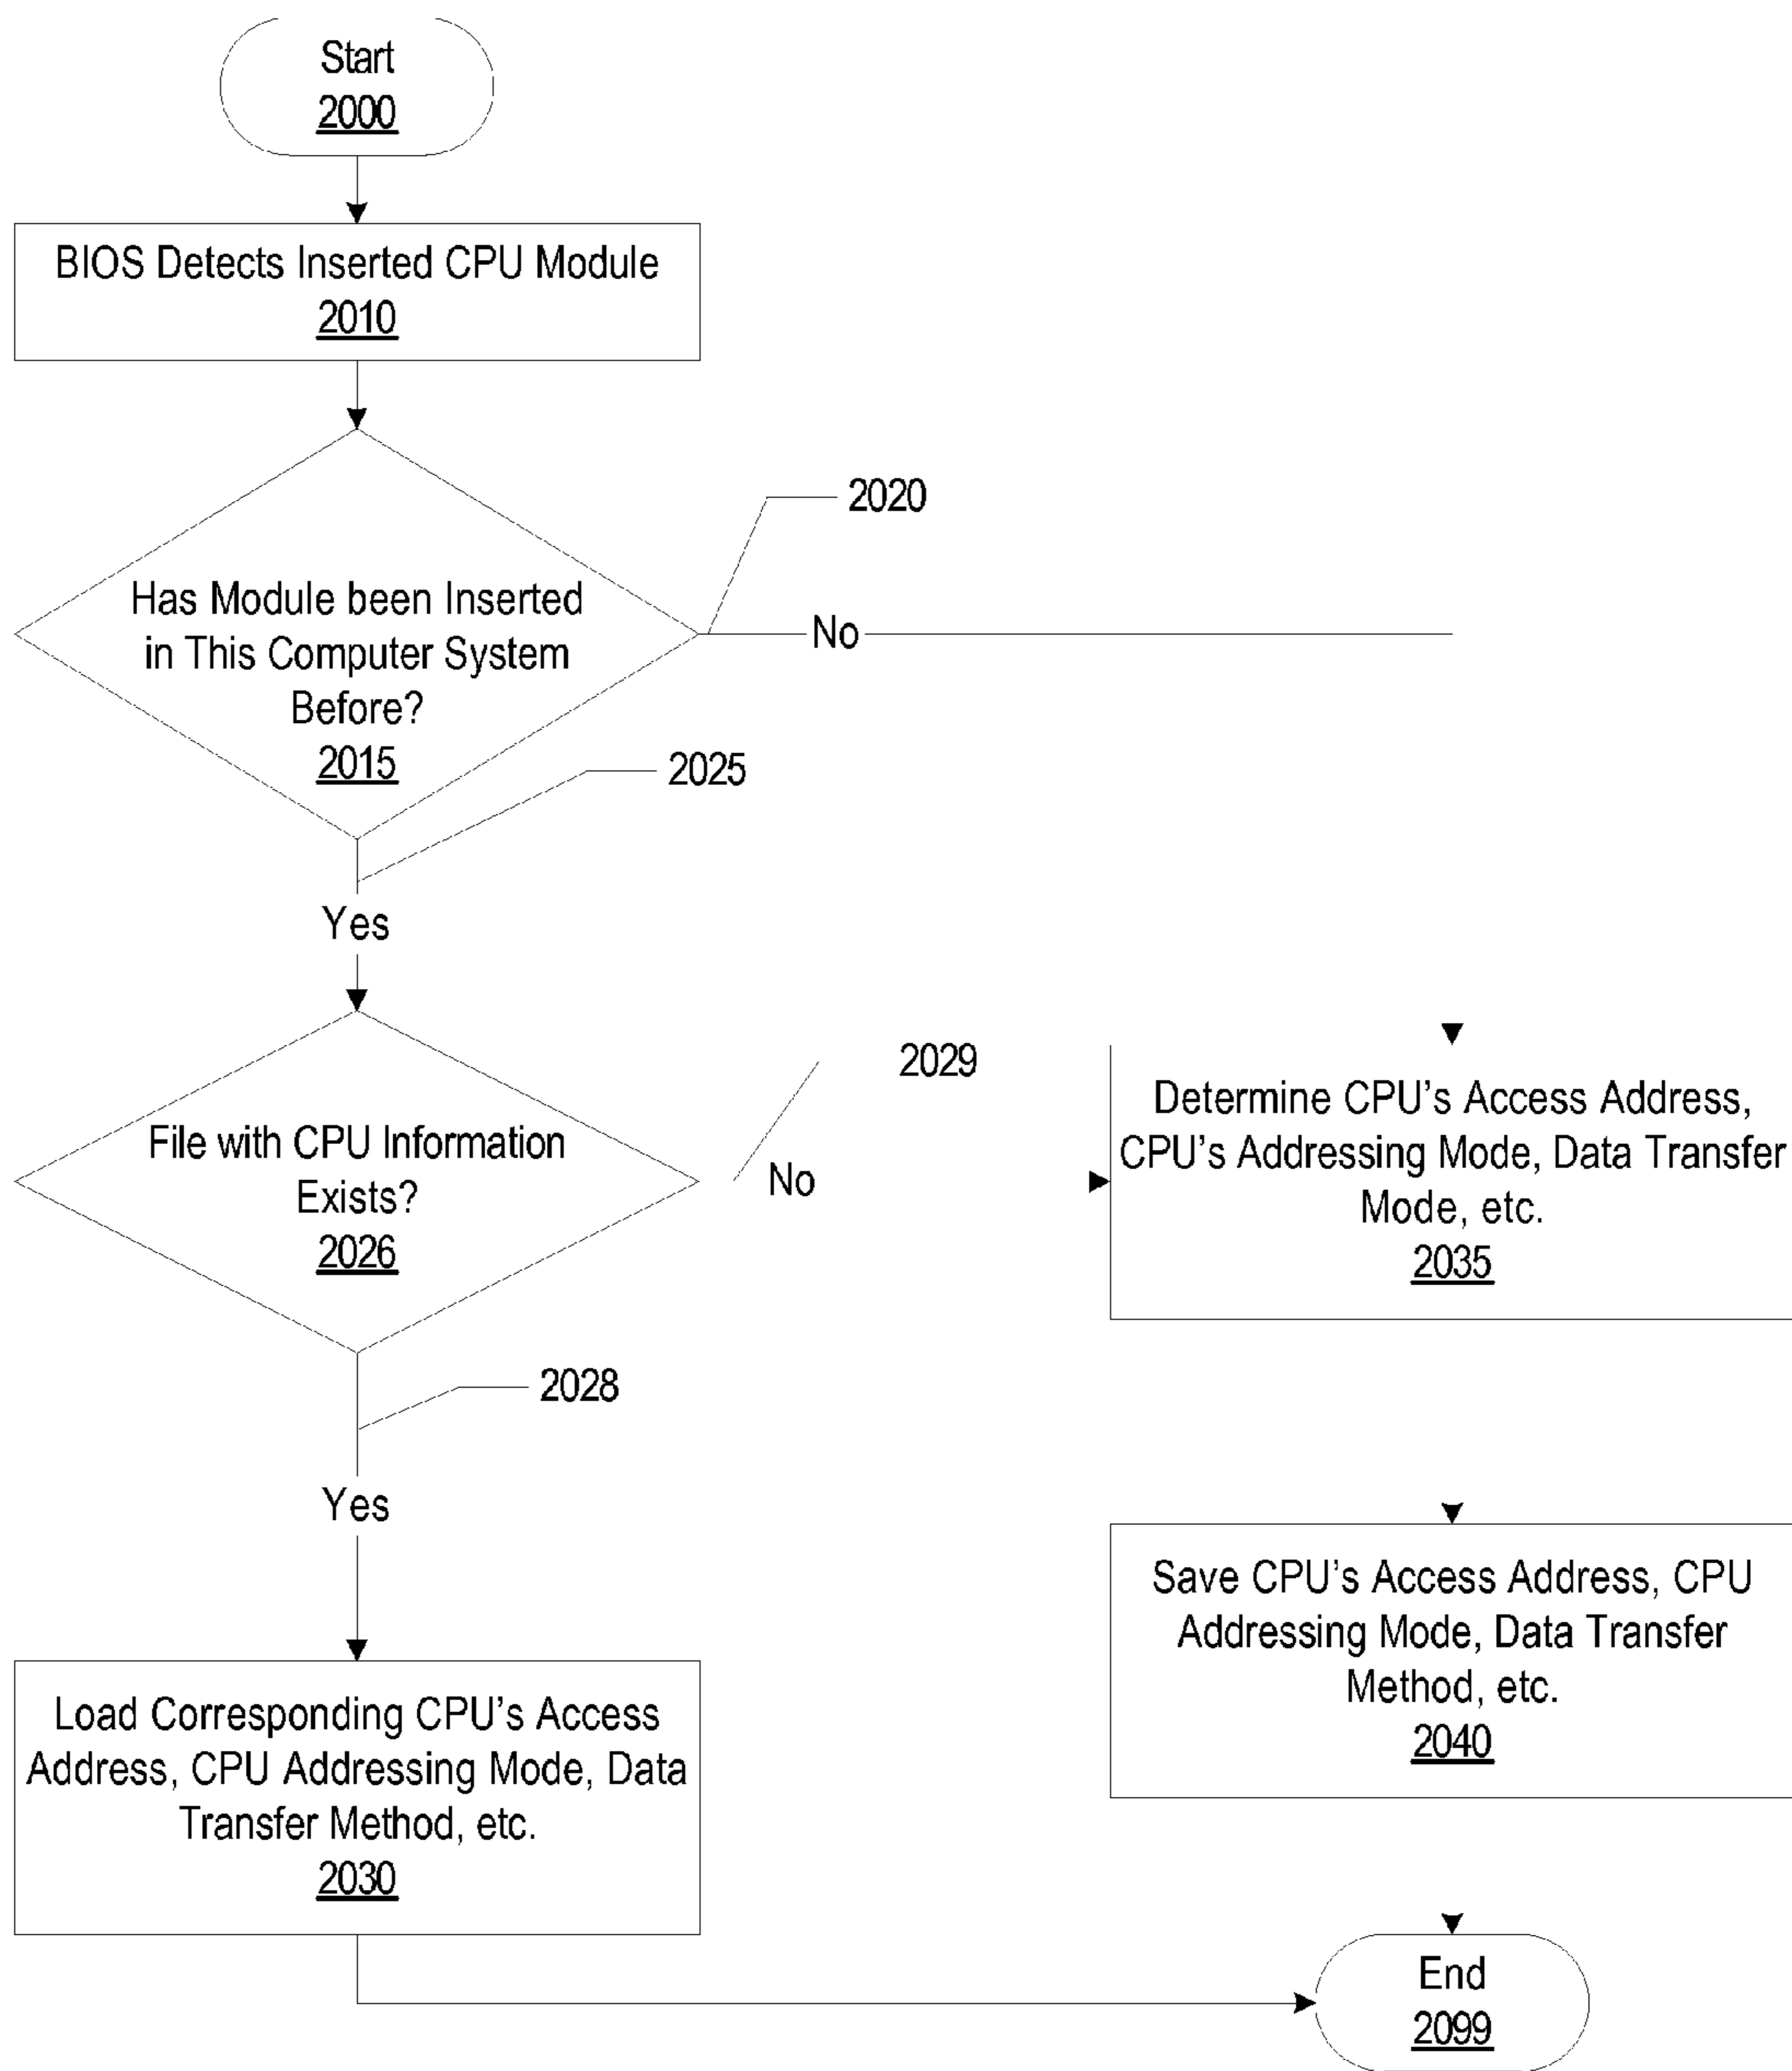 Start
2000
BIOS Detects Inserted CPU Module
2010
2020
Has Module been Inserted
in This Computer System
Before?
2015
No
2025
Yes
2029
File with CPU Information
Exists?
2026
No
Determine CPU's Access Address,
CPU's Addressing Mode, Data Transfer
Mode, etc.
2035
2028
Yes
Save CPU's Access Address, CPU
Addressing Mode, Data Transfer
Method, etc.
2040
Load Corresponding CPU's Access
Address, CPU Addressing Mode, Data
Transfer Method, etc.
2030
End
2099